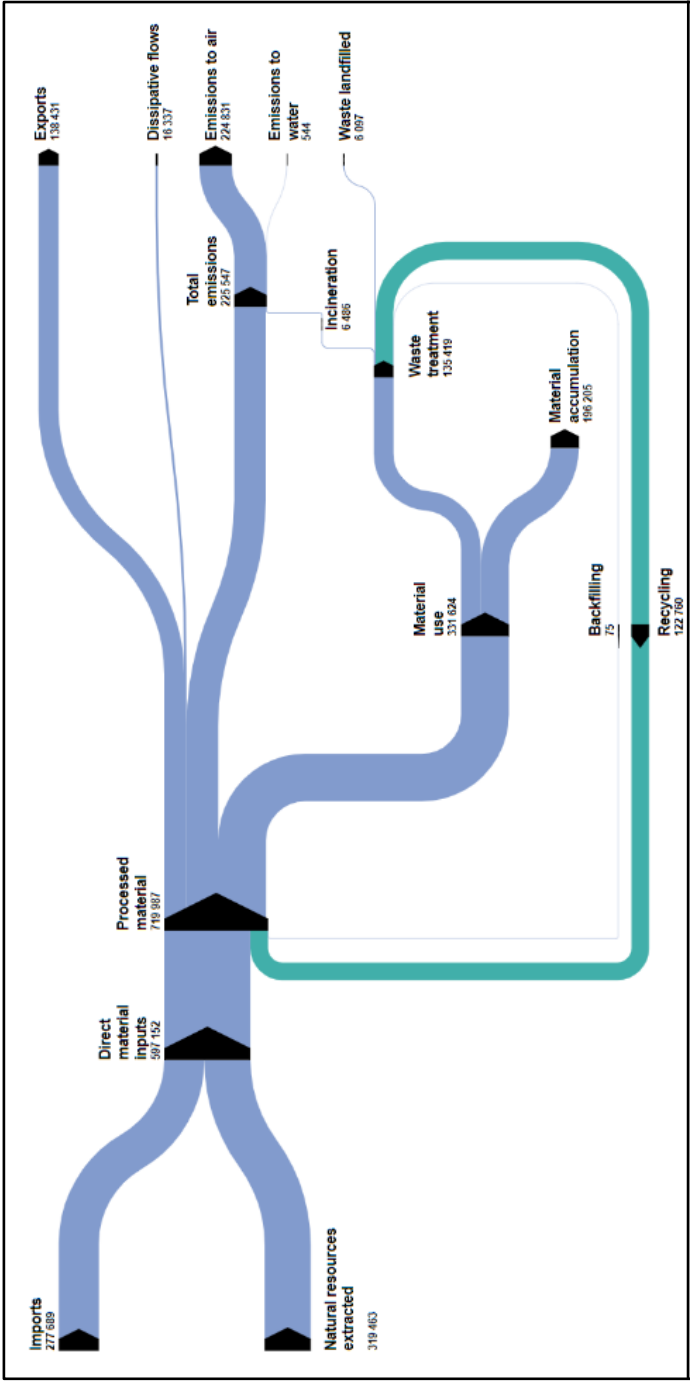 Imports
277 689
Natural resources
extracted
319 463
Direct
material
inputs
597 152
Processed
material
719 987
Exports
138 431
Dissipative flows
16 337
Total
emissions
225 547
Emissions to air
224 831
Emissions to
water
544
Incineration
6 486
Waste landfilled
6 097
Waste
treatment
135 419
Material
use
331 624
Material
accumulation
196 205
Backfilling
75
Recycling
122 760